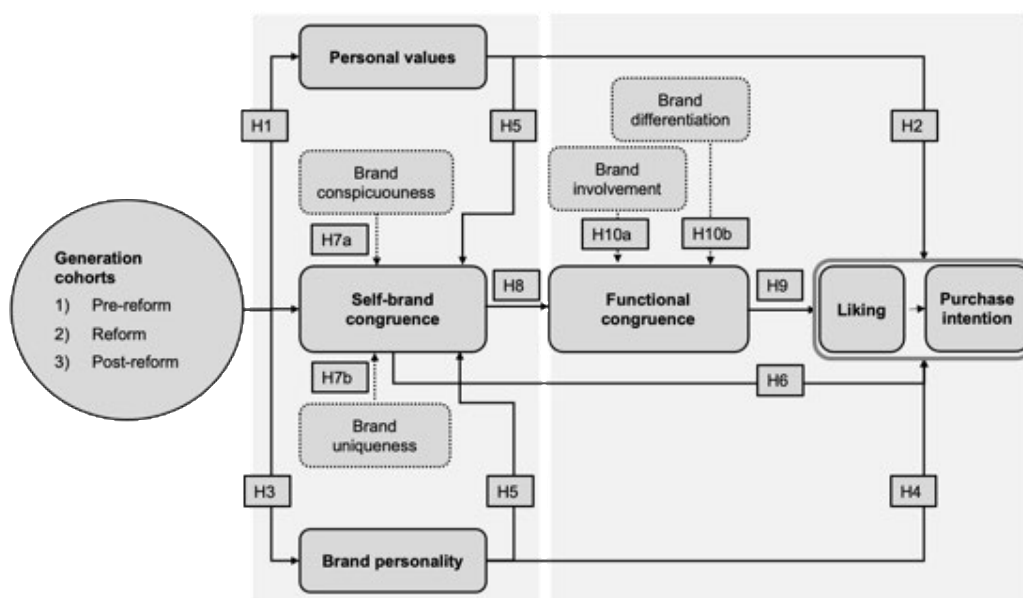 Personal values
H1
H5
H2
Brand
differentiation
Brand
conspicuouness
Brand
involvement
H7a
H10a
H10b
Generation
cohorts
1) Pre-reform
2) Reform
3) Post-reform
Self-brand
congruence
H8
Functional
congruence
H9
Liking
Purchase
intention
H7b
H6
Brand
uniqueness
H3
H5
H4
Brand personality